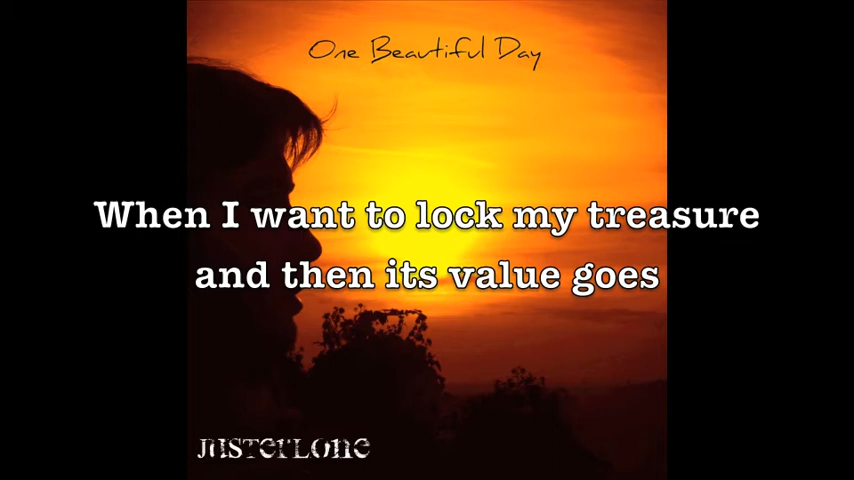 One Beautiful Day
When I want to lock my treasure
and then its value goes
JusterLone